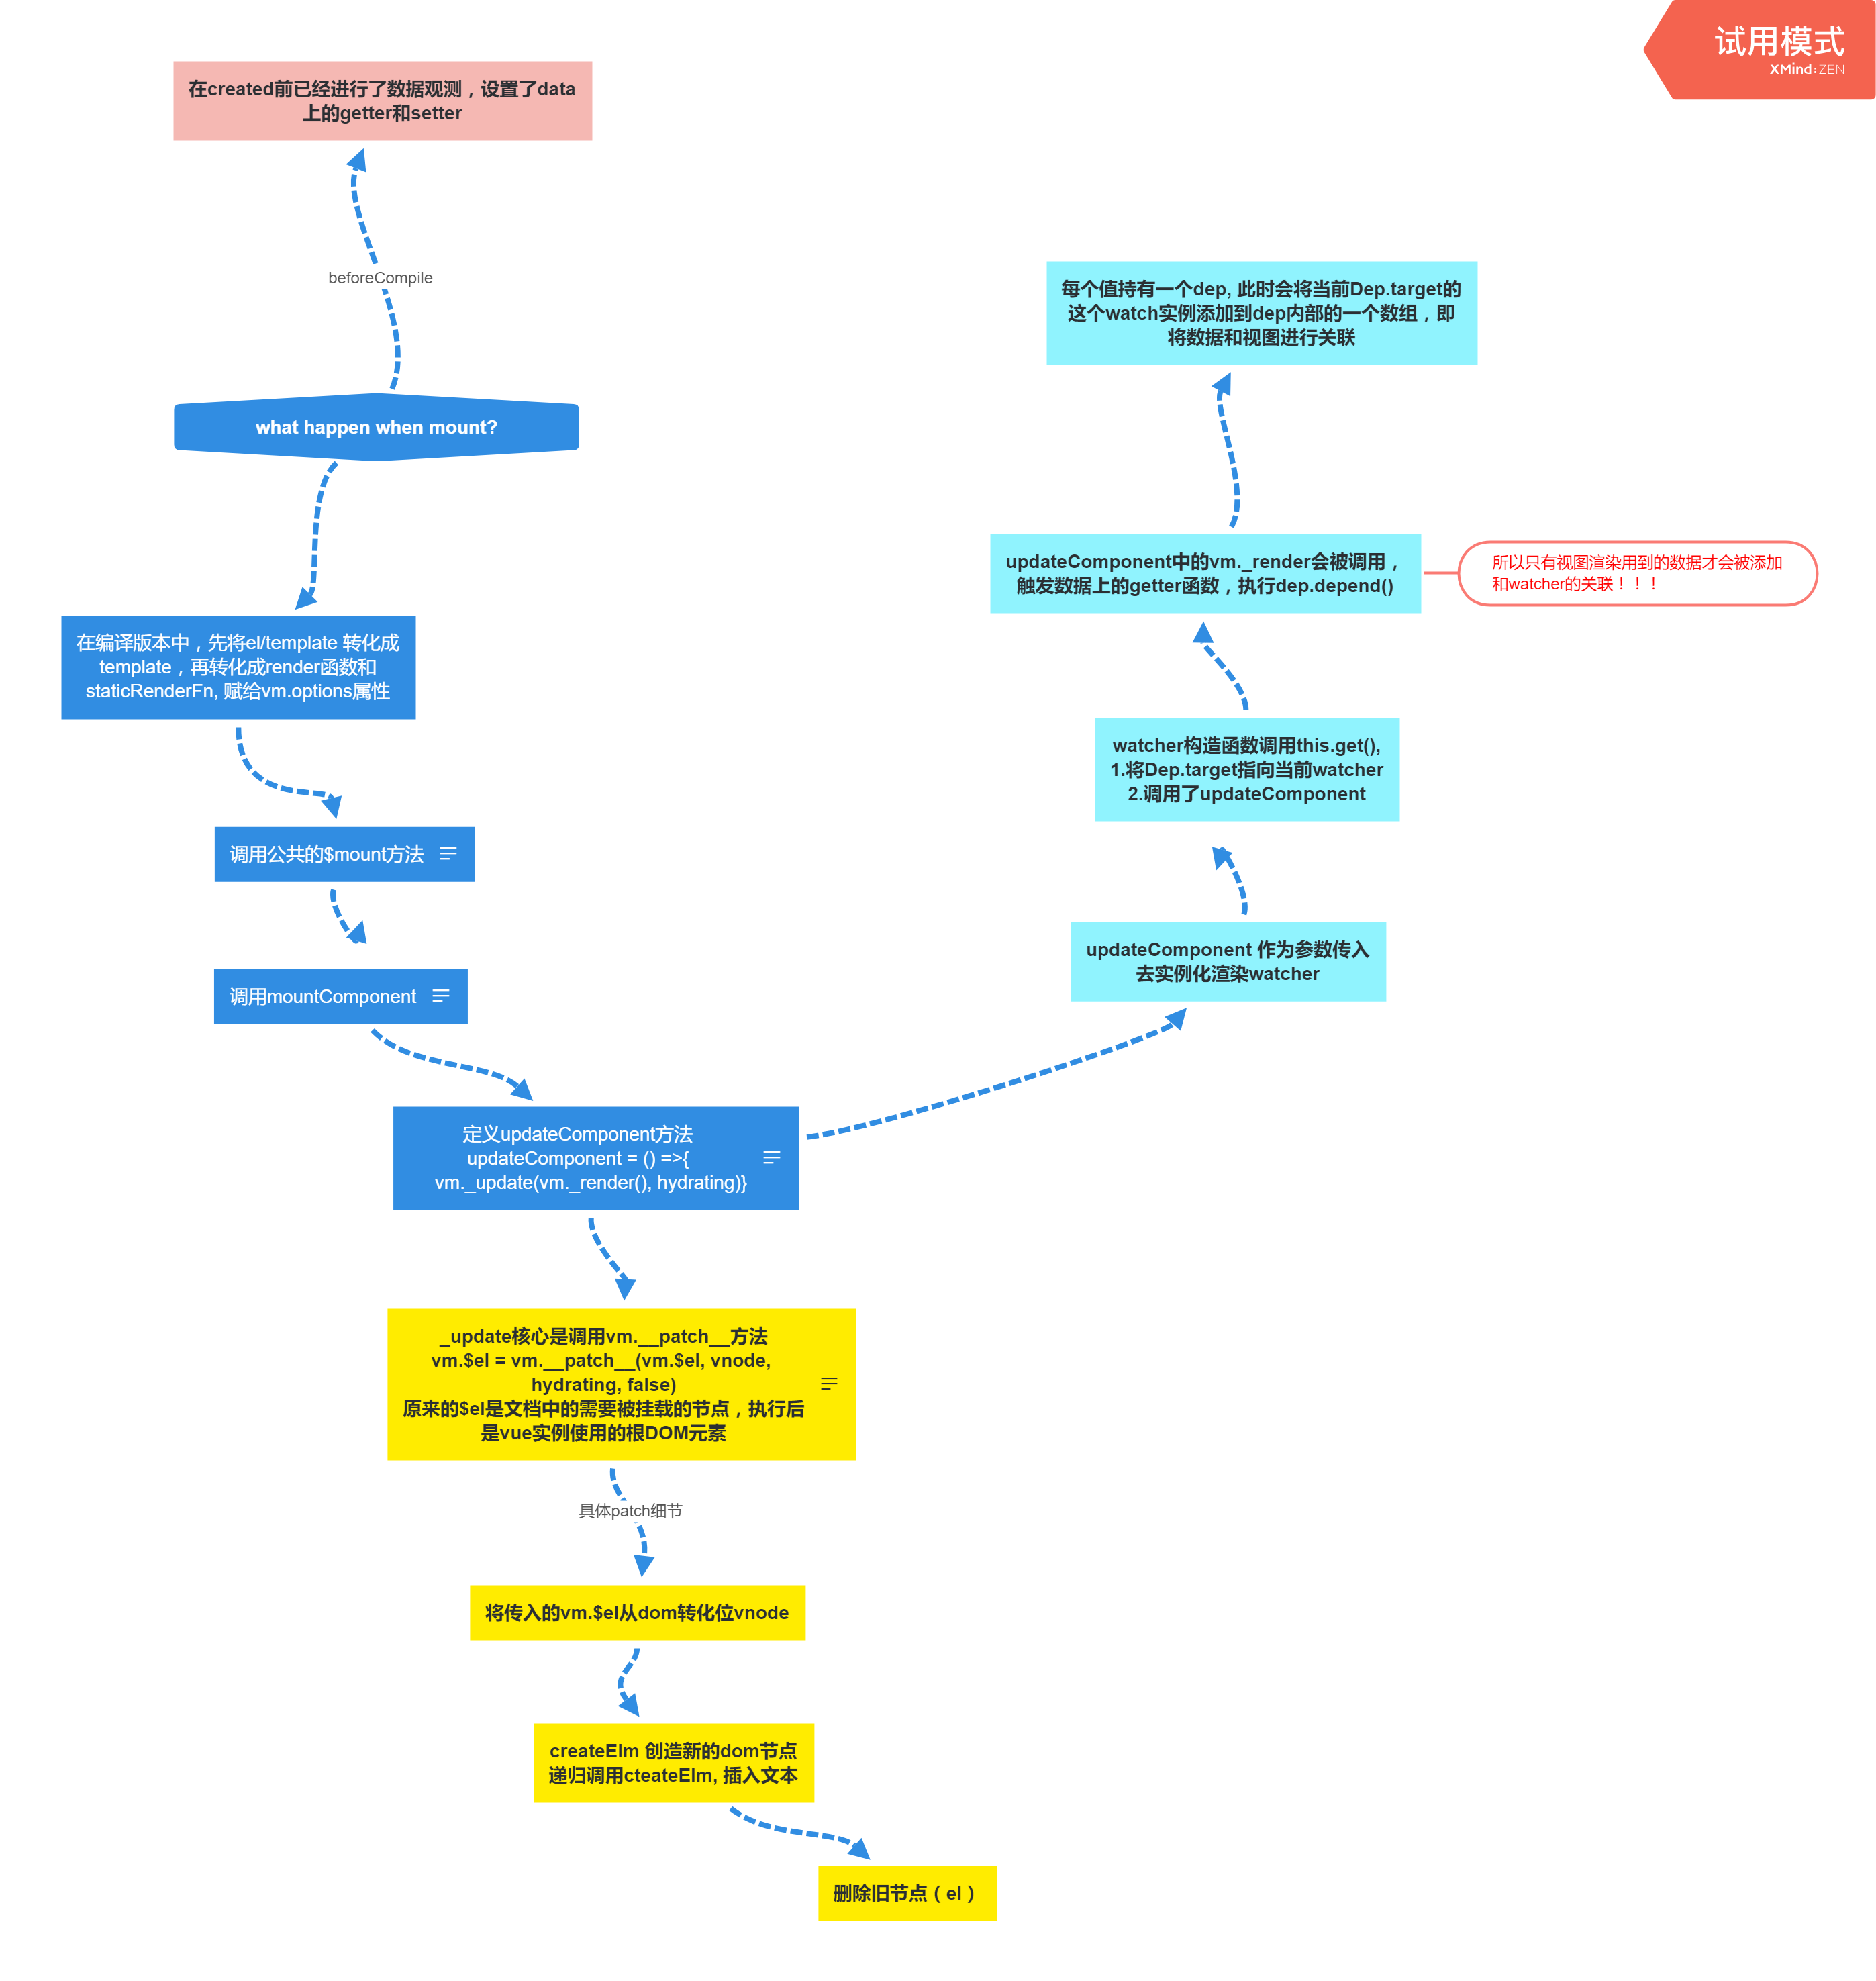 试用模式
XMind:ZEN
在created前已经进行了数据观测，设置了data
上的getter和setter
beforeCompile
what happen when mount?
在编译版本中，先将el/template 转化成
template，再转化成render函数和
staticRenderFn, 赋给vm.options属性
调用公共的$mount方法
调用mountComponent
定义updateComponent方法
updateComponent = () =>{
vm._update(vm._render(), hydrating)}
每个值持有一个dep, 此时会将当前Dep.target的
这个watch实例添加到dep内部的一个数组，即
将数据和视图进行关联
updateComponent中的vm._render会被调用，
触发数据上的getter函数，执行dep.depend()
所以只有视图渲染用到的数据才会被添加
和watcher的关联！！！
watcher构造函数调用this.get(),
1.将Dep.target指向当前watcher
2.调用了updateComponent
updateComponent 作为参数传入
去实例化渲染watcher
_update核心是调用vm.__patch__方法
vm.$el = vm.__patch__(vm.$el, vnode,
hydrating, false)
原来的$el是文档中的需要被挂载的节点，执行后
是vue实例使用的根DOM元素
具体patch细节
将传入的vm.$el从dom转化位vnode
createElm 创造新的dom节点
递归调用cteateElm, 插入文本
删除旧节点（el）